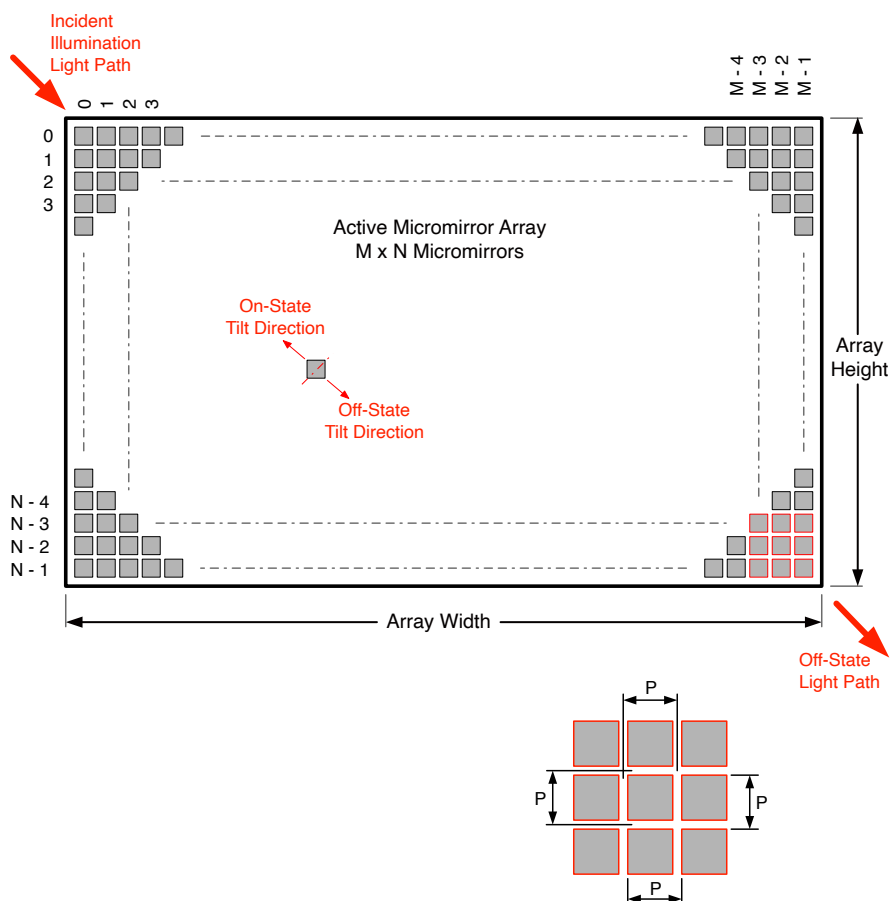 Incident
Illumination
Light Path
0
1
2
3
M - 4
M - 3
M - 2
M - 1
0
1
2
3
Active Micromirror Array
M x N Micromirrors
On-State
Tilt Direction
Off-State
Tilt Direction
Array
Height
N - 4
N - 3
N - 2
N - 1
Array Width
Off-State
Light Path
P
P
P
P